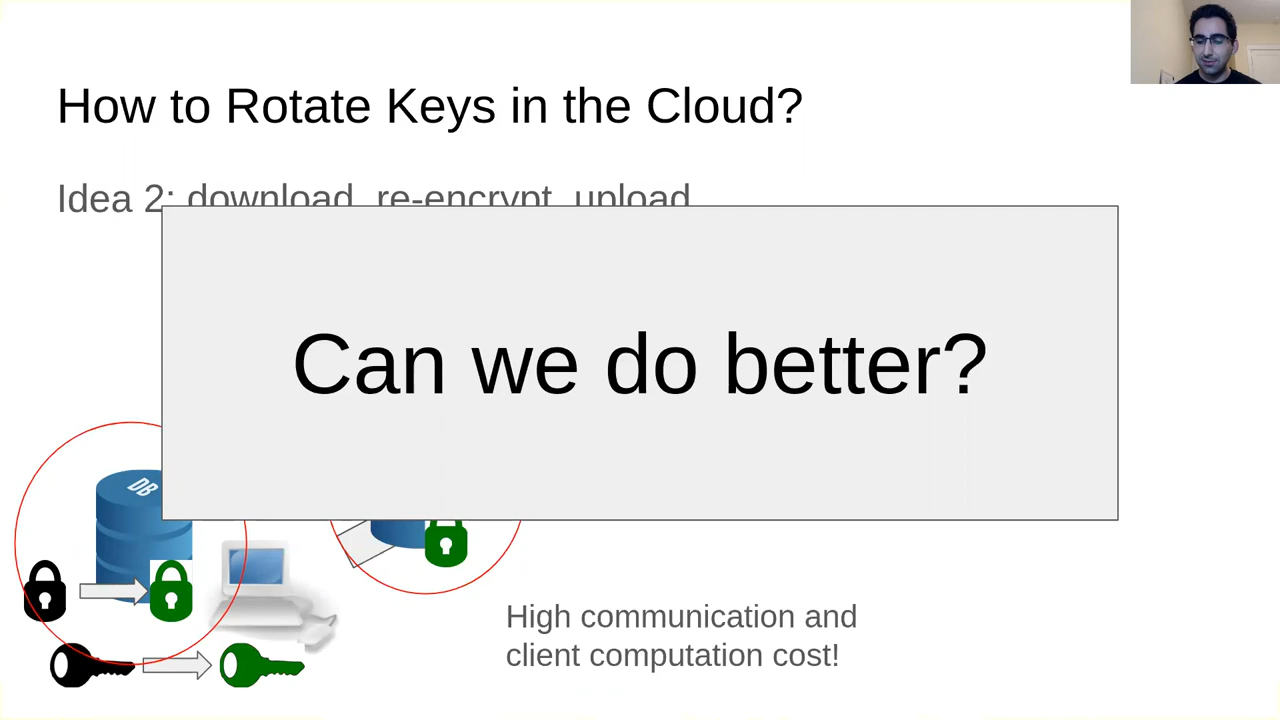 How to Rotate Keys in the Cloud?
Idea 2: download, re-encrypt, upload
Can we do better?
DB
High communication and
client computation cost!